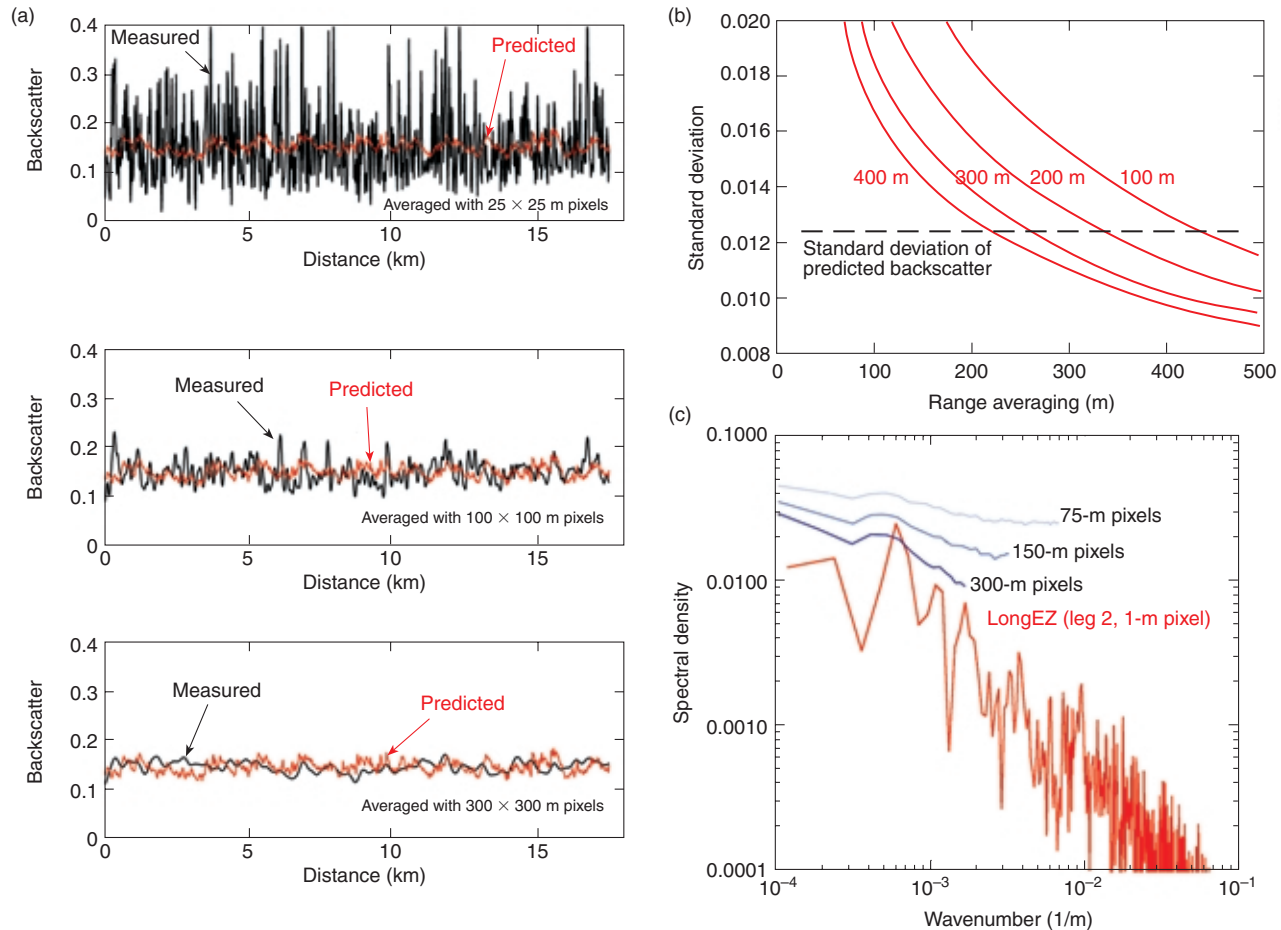 (a)
0.4
0.3
0.2
0.1
0
Backscatter
Measured
Predicted
Averaged with 25 × 25 m pixels
0 5 10 15
Distance (km)
0.4
0.3
0.2
0.1
0
Backscatter
Measured
Predicted
Averaged with 100 × 100 m pixels
0 5 10 15
Distance (km)
0.4
0.3
0.2
0.1
0
Backscatter
Measured
Predicted
Averaged with 300 × 300 m pixels
0 5 10 15
Distance (km)
(b)
0.020
0.018
0.016
0.014
0.012
0.010
0.008
Standard deviation
400 m 300 m 200 m 100 m
Standard deviation of
predicted backscatter
0 100 200 300 400 500
Range averaging (m)
(c)
0.1000
0.0100
0.0010
0.0001
Spectral density
75-m pixels
150-m pixels
300-m pixels
LongEZ (leg 2, 1-m pixel)
10⁻⁴ 10⁻³ 10⁻² 10⁻¹
Wavenumber (1/m)